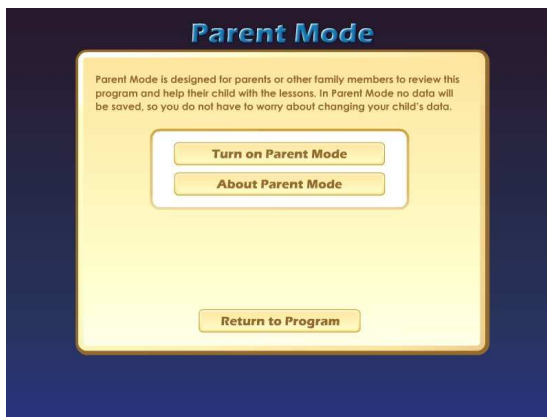 Parent Mode
Parent Mode is designed for parents or other family members to review this
program and help their child with the lessons. In Parent Mode no data will
be saved, so you do not have to worry about changing your child's data.
Turn on Parent Mode
About Parent Mode
Return to Program